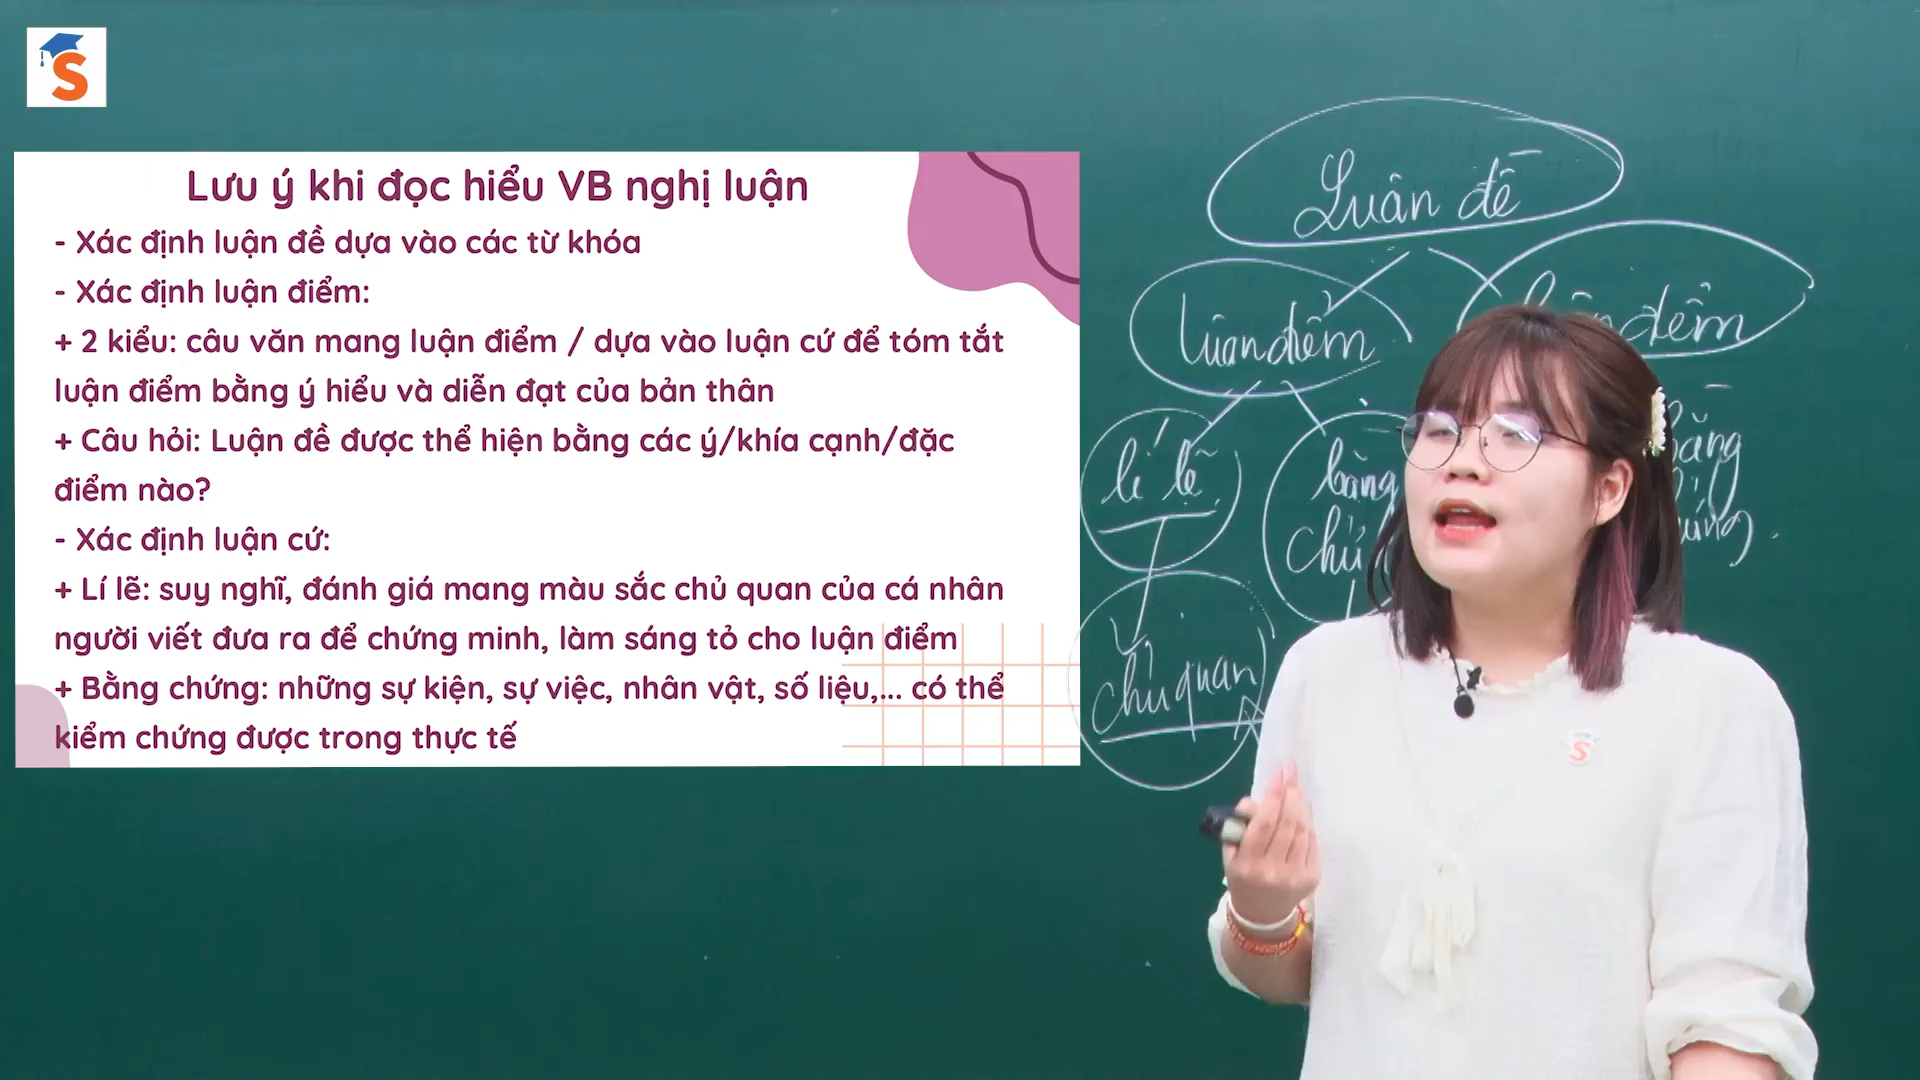 S
Lưu ý khi đọc hiểu VB nghị luận
- Xác định luận đề dựa vào các từ khóa
- Xác định luận điểm:
+ 2 kiểu: câu văn mang luận điểm / dựa vào luận cứ để tóm tắt
luận điểm bằng ý hiểu và diễn đạt của bản thân
+ Câu hỏi: Luận đề được thể hiện bằng các ý/khía cạnh/đặc
điểm nào?
- Xác định luận cứ:
+ Lí lẽ: suy nghĩ, đánh giá mang màu sắc chủ quan của cá nhân
người viết đưa ra để chứng minh, làm sáng tỏ cho luận điểm
+ Bằng chứng: những sự kiện, sự việc, nhân vật, số liệu,... có thể
kiểm chứng được trong thực tế
Luận đề
luận điểm
điểm
lí lẽ
bằng
bằng
chủ quan
S